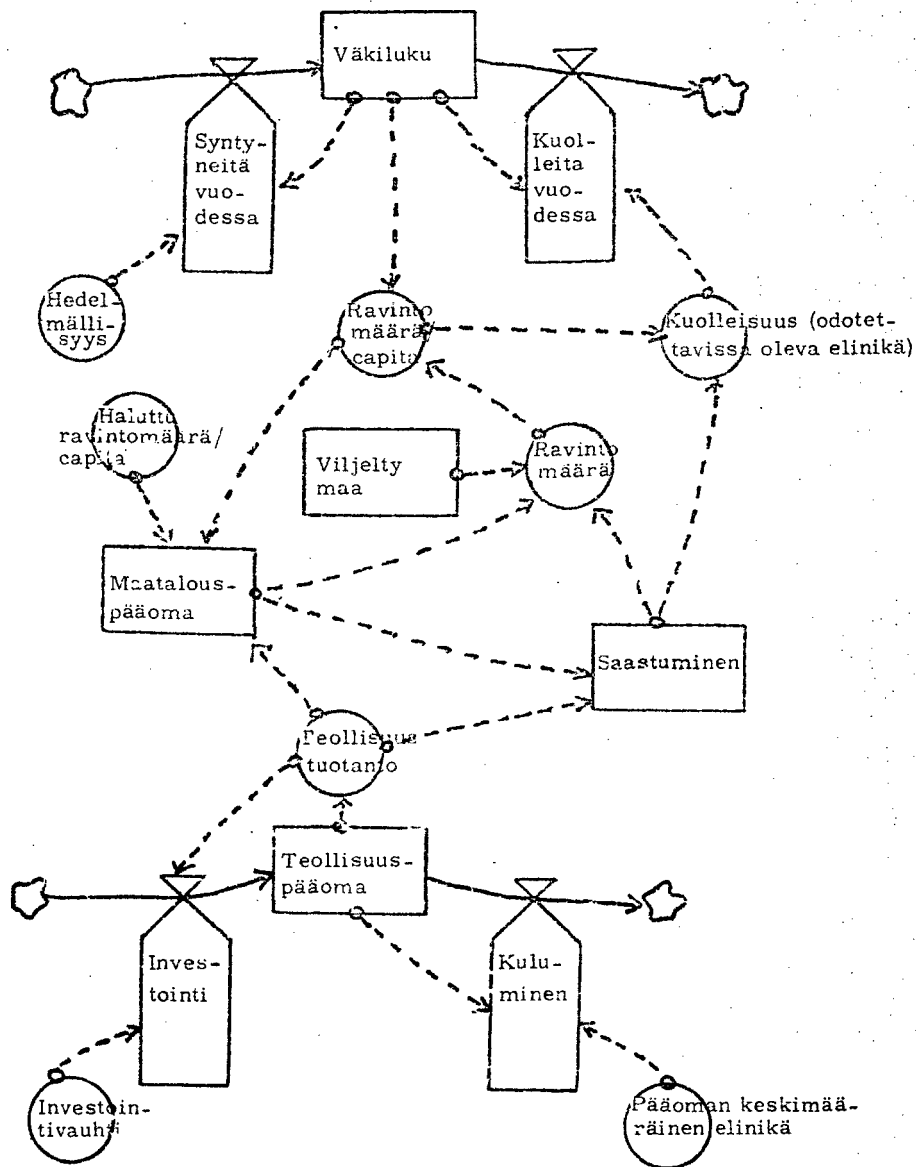 Väkiluku
Synty-
neitä
vuo-
dessa
Kuol-
leita
vuo-
dessa
Hedel-
mälli-
syys
Ravinto
määrä/
capita
Kuolleisuus (odotet-
tavissa oleva elinikä)
Haluttu
ravintomäärä/
capita
Viljelty
maa
Ravinto
määrä
Maatalous-
pääoma
Saastuminen
Teollisuus
tuotanto
Teollisuus-
pääoma
Inves-
tointi
Kulu-
minen
Investoin-
tivauhti
Pääoman keskimää-
räinen elinikä